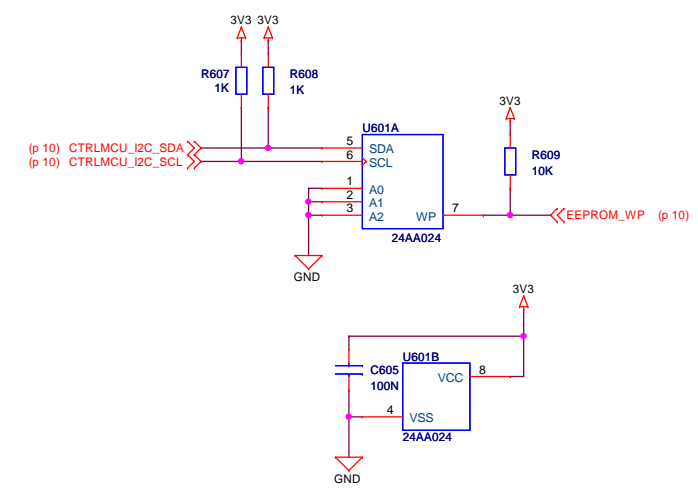 3V3 3V3
R607 R608
1K 1K
U601A
3V3
(p 10) CTRLMCU_I2C_SDA 5 SDA
(p 10) CTRLMCU_I2C_SCL 6 SCL
R609
10K
1 A0
2 A1
3 A2 WP 7 EEPROM_WP (p 10)
24AA024
GND
3V3
U601B
C605 VCC 8
100N
4 VSS
24AA024
GND